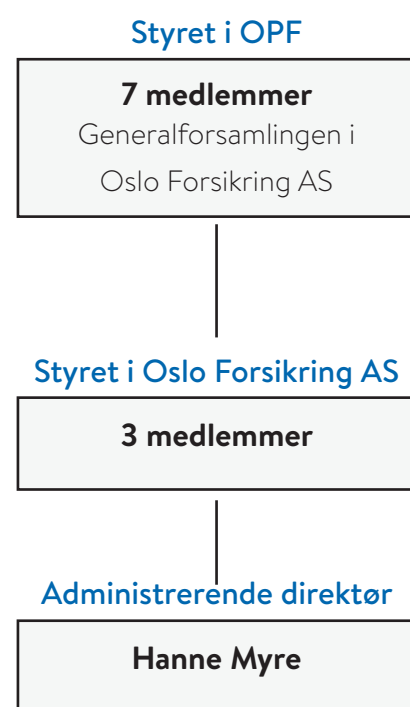 Styret i OPF
7 medlemmer
Generalforsamlingen i
Oslo Forsikring AS
Styret i Oslo Forsikring AS
3 medlemmer
Administrerende direktør
Hanne Myre